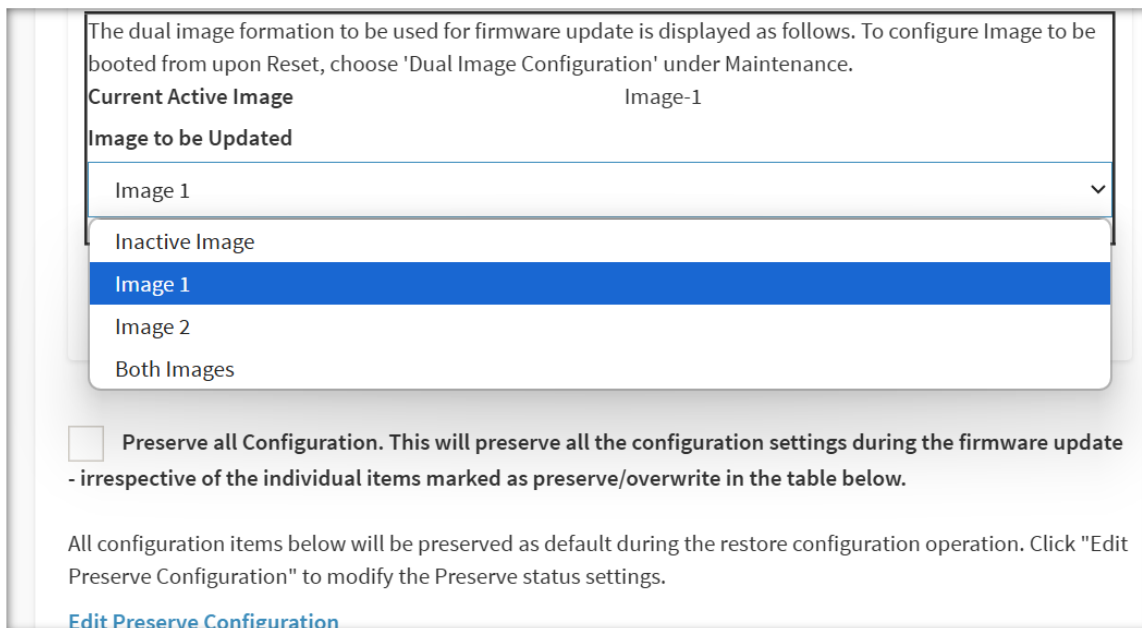 The dual image formation to be used for firmware update is displayed as follows. To configure Image to be
booted from upon Reset, choose 'Dual Image Configuration' under Maintenance.
Current Active Image Image-1
Image to be Updated
Image 1
Inactive Image
Image 1
Image 2
Both Images
Preserve all Configuration. This will preserve all the configuration settings during the firmware update
- irrespective of the individual items marked as preserve/overwrite in the table below.
All configuration items below will be preserved as default during the restore configuration operation. Click "Edit
Preserve Configuration" to modify the Preserve status settings.
Edit Preserve Configuration